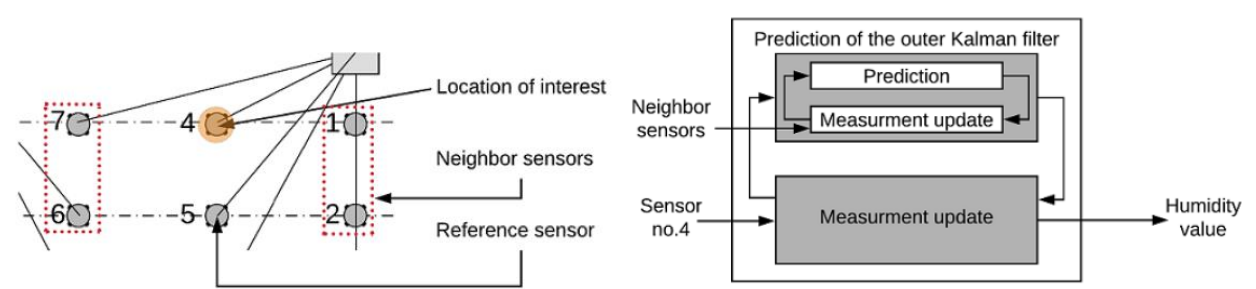 7
4
1
6
5
2
Location of interest
Neighbor sensors
Reference sensor
Prediction of the outer Kalman filter
Prediction
Measurment update
Neighbor
sensors
Measurment update
Sensor
no.4
Humidity
value